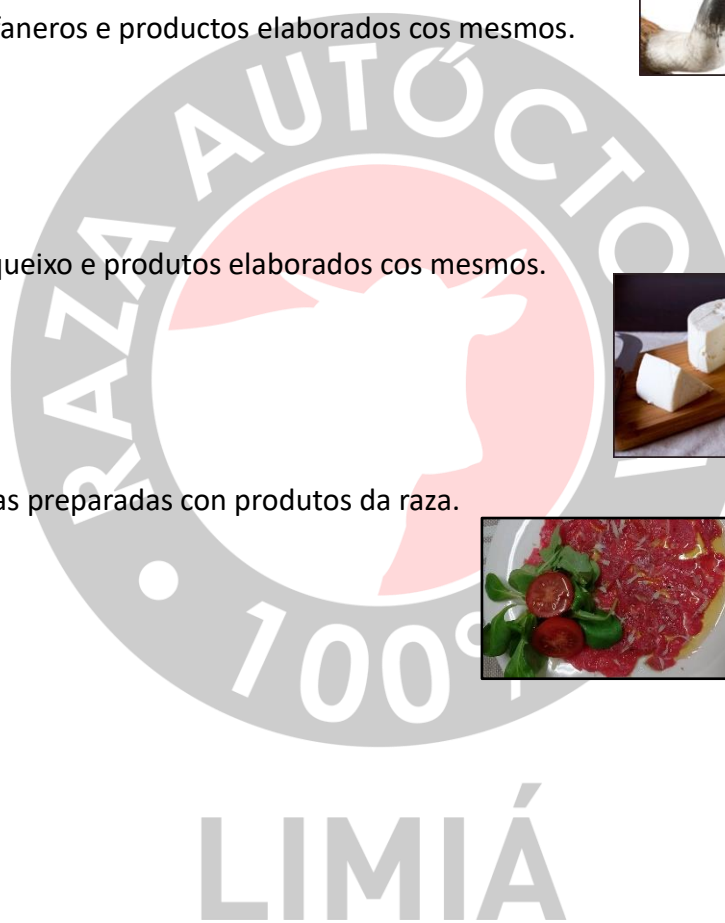 faneros e productos elaborados cos mesmos.
queixo e produtos elaborados cos mesmos.
as preparadas con produtos da raza.
RAZA AUTÓCTO
100%
LIMIÁ